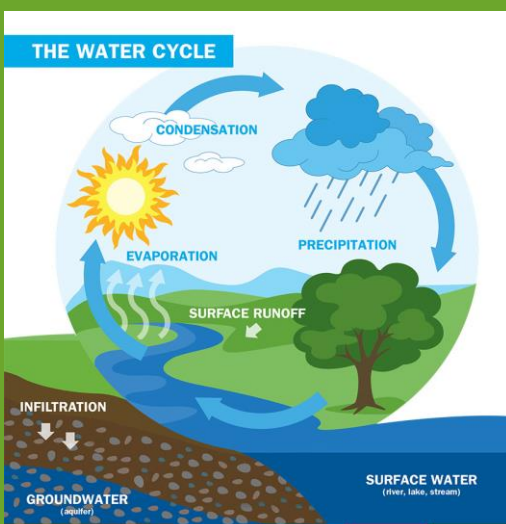 THE WATER CYCLE
CONDENSATION
EVAPORATION
PRECIPITATION
SURFACE RUNOFF
INFILTRATION
GROUNDWATER
(aquifer)
SURFACE WATER
(river, lake, stream)